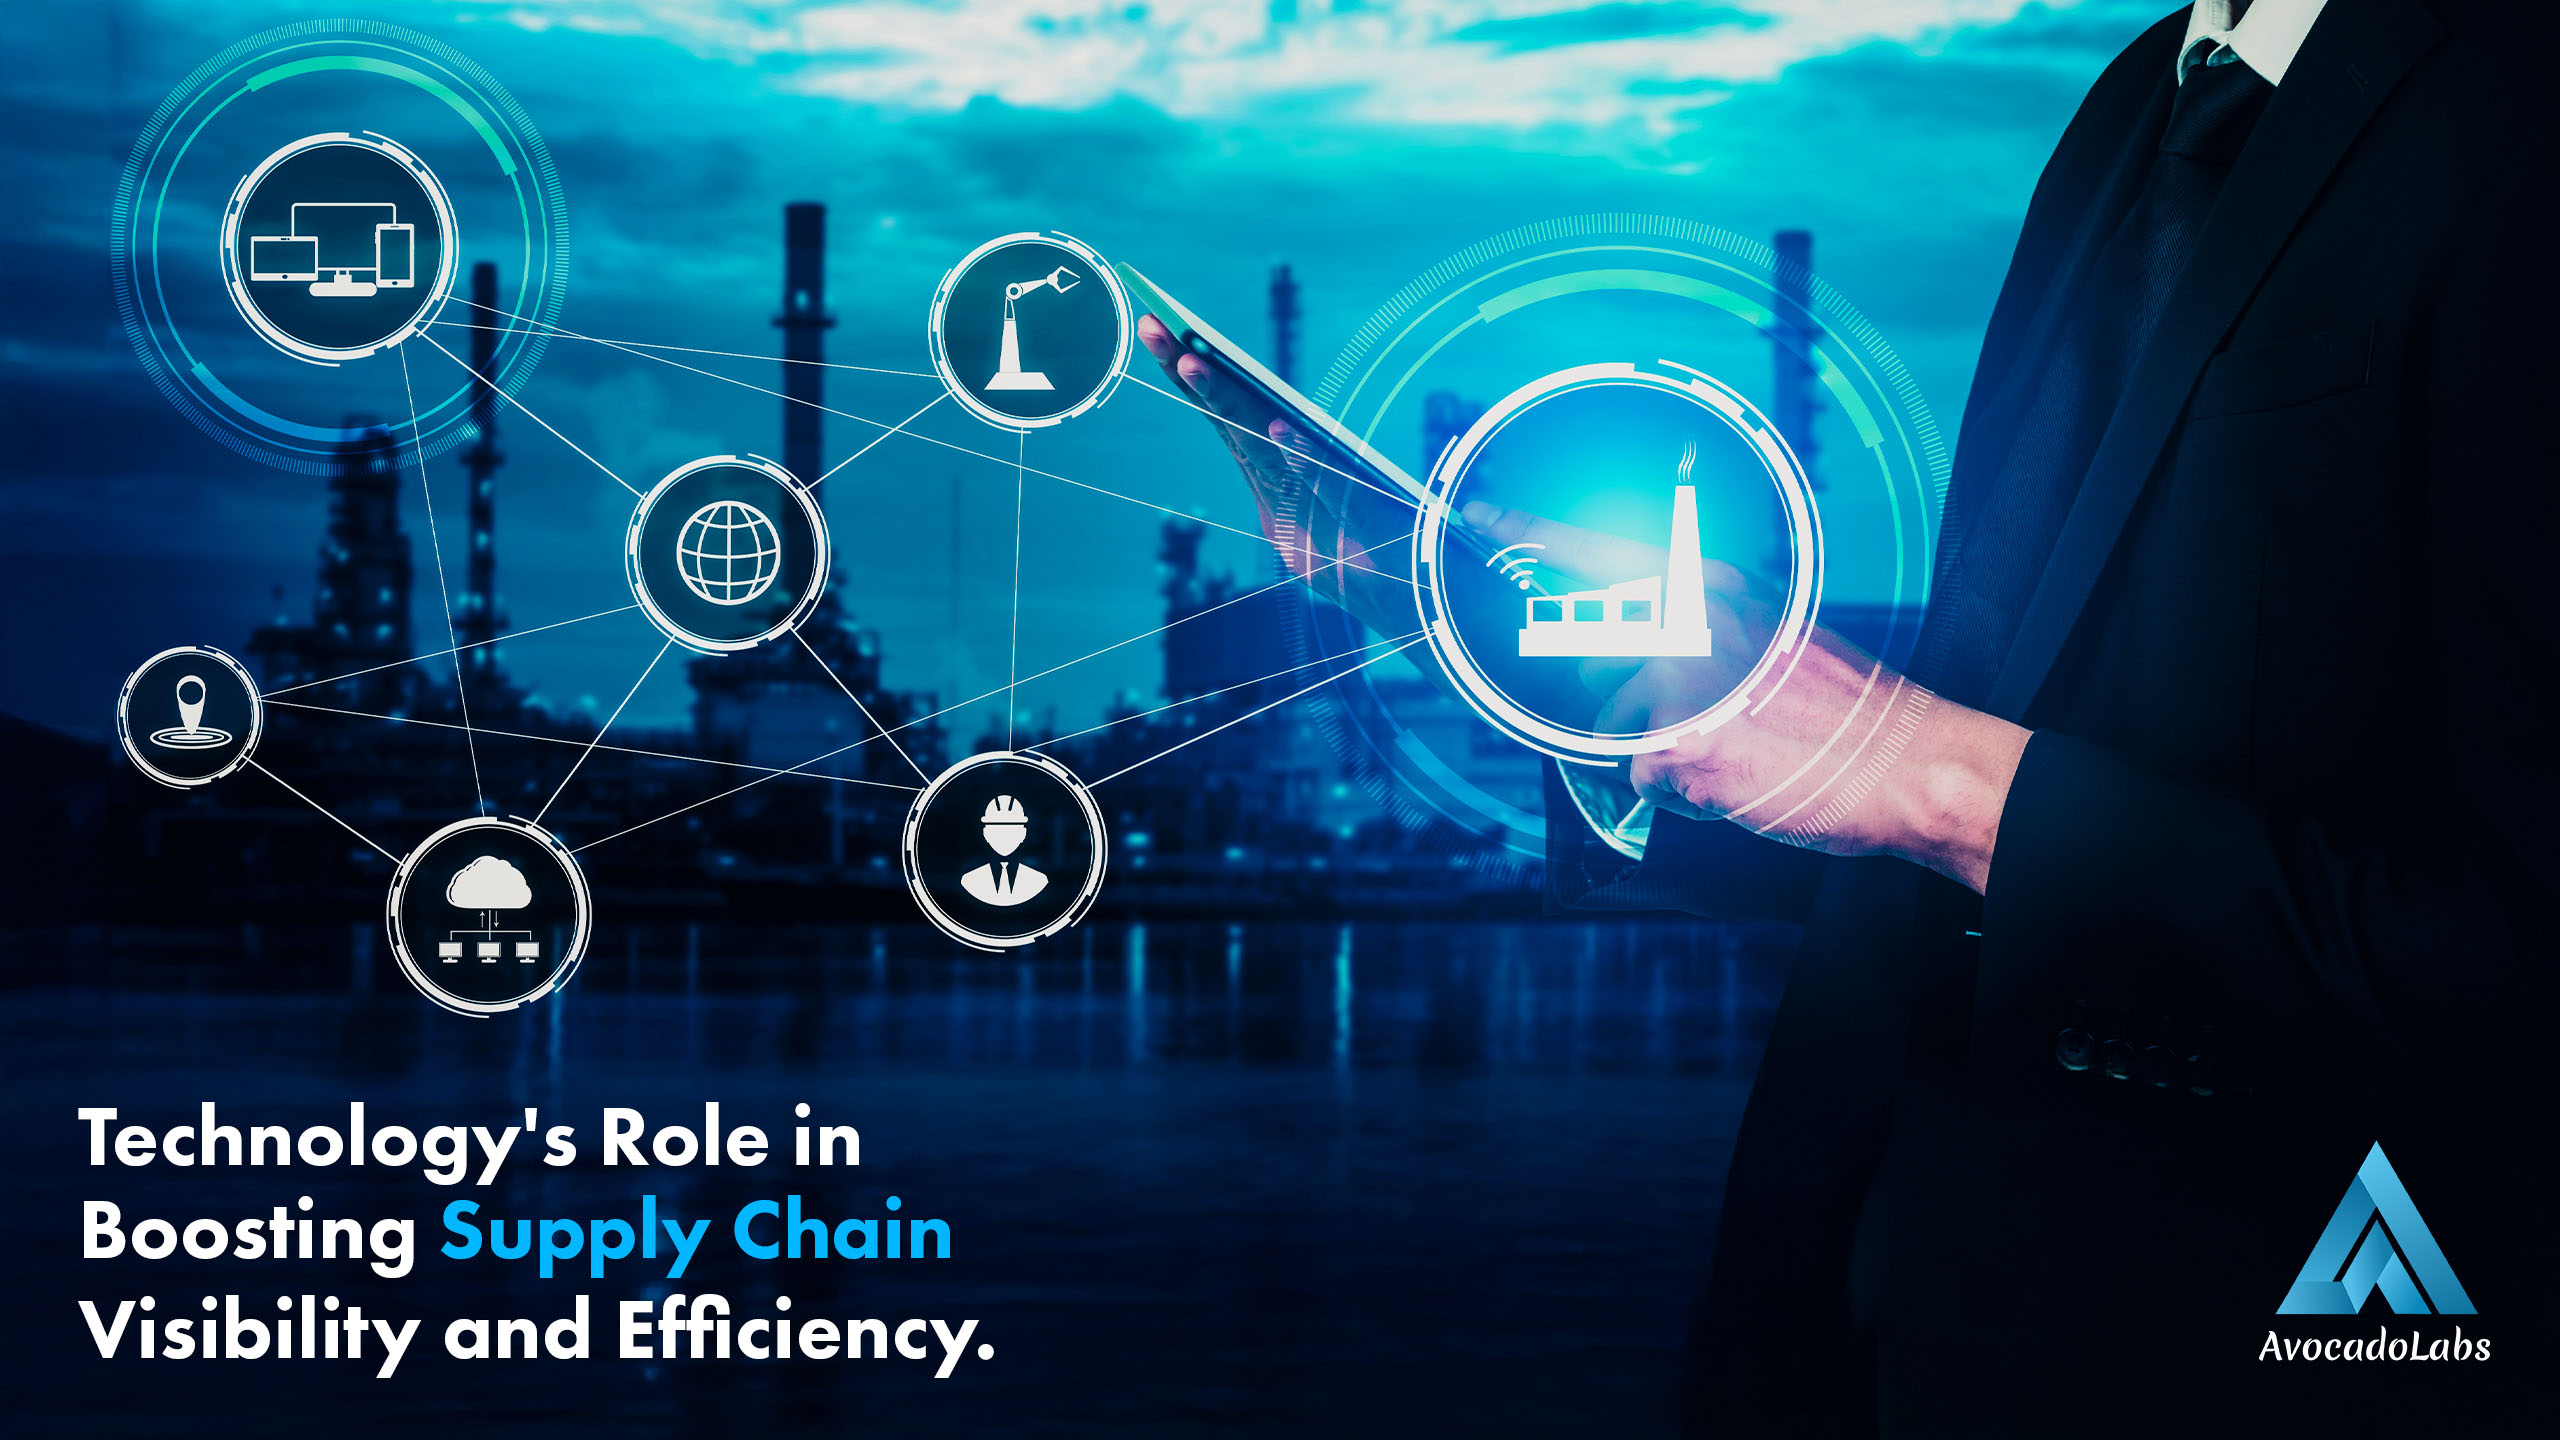 Technology's Role in
Boosting Supply Chain
Visibility and Efficiency.
AvocadoLabs